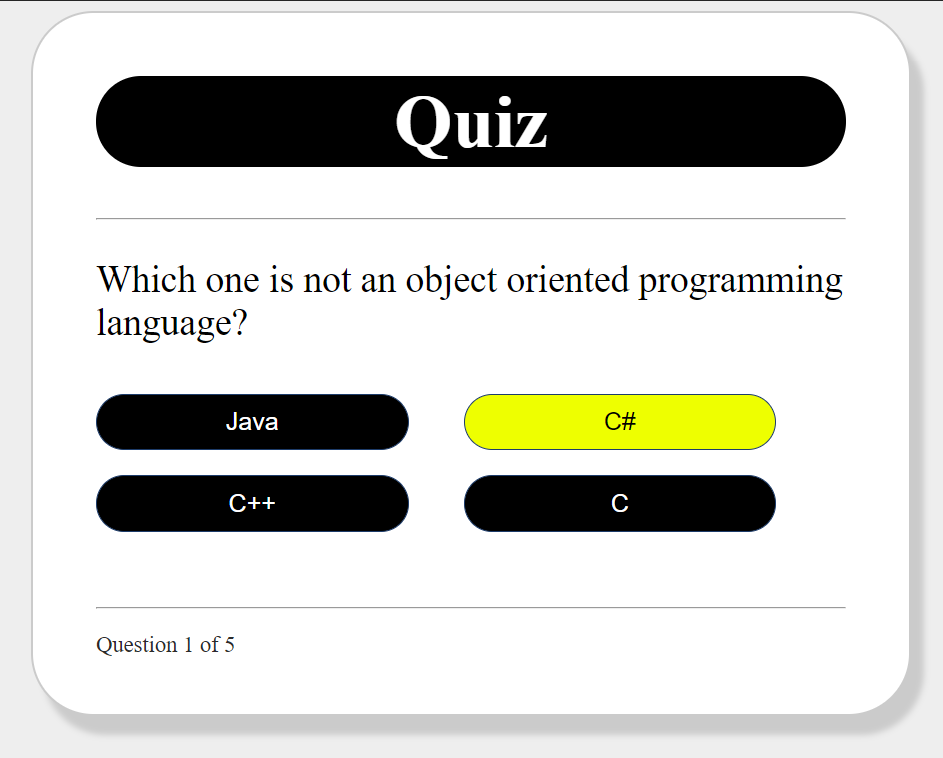 Quiz
Which one is not an object oriented programming
language?
Java
C#
C++
C
Question 1 of 5